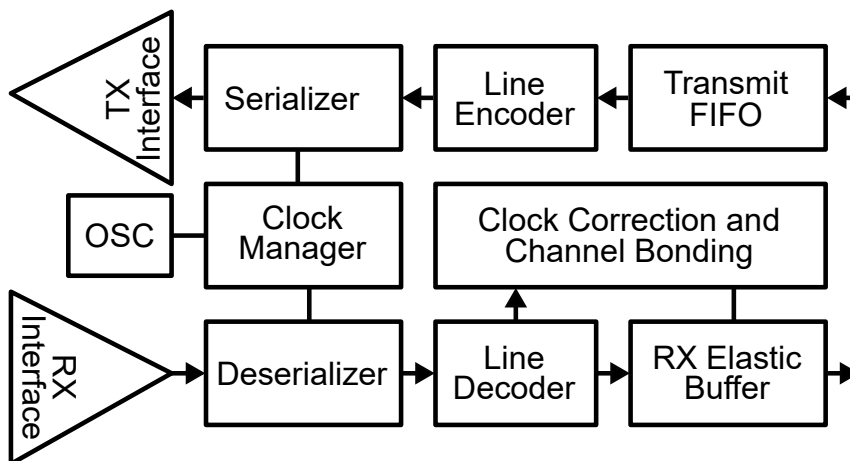 TX
Interface
Serializer
Line
Encoder
Transmit
FIFO
OSC
Clock
Manager
Clock Correction and
Channel Bonding
RX
Interface
Deserializer
Line
Decoder
RX Elastic
Buffer